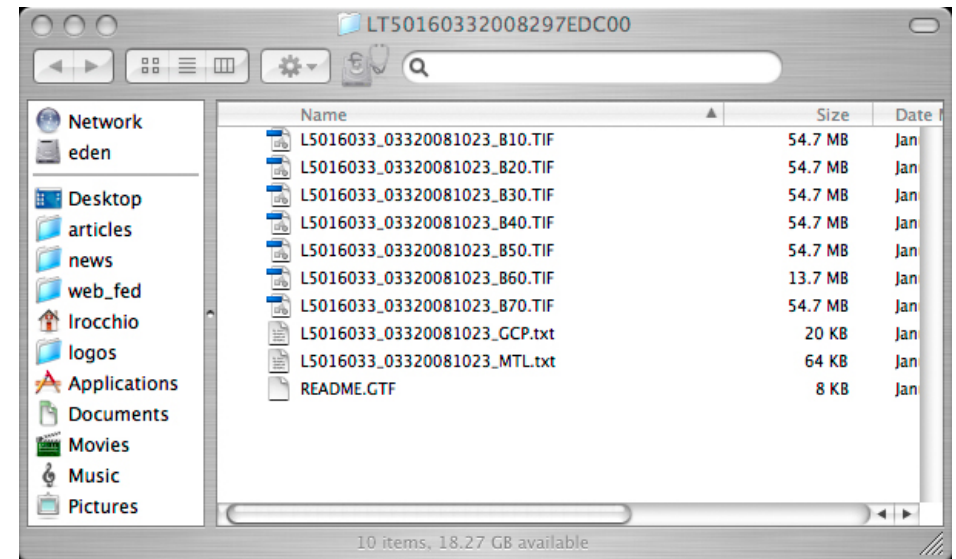 LT50160332008297EDC00
Network
eden
Desktop
articles
news
web_fed
lrocchio
logos
Applications
Documents
Movies
Music
Pictures
Name Size Date M
L5016033_03320081023_B10.TIF 54.7 MB Jan
L5016033_03320081023_B20.TIF 54.7 MB Jan
L5016033_03320081023_B30.TIF 54.7 MB Jan
L5016033_03320081023_B40.TIF 54.7 MB Jan
L5016033_03320081023_B50.TIF 54.7 MB Jan
L5016033_03320081023_B60.TIF 13.7 MB Jan
L5016033_03320081023_B70.TIF 54.7 MB Jan
L5016033_03320081023_GCP.txt 20 KB Jan
L5016033_03320081023_MTL.txt 64 KB Jan
README.GTF 8 KB Jan
10 items, 18.27 GB available